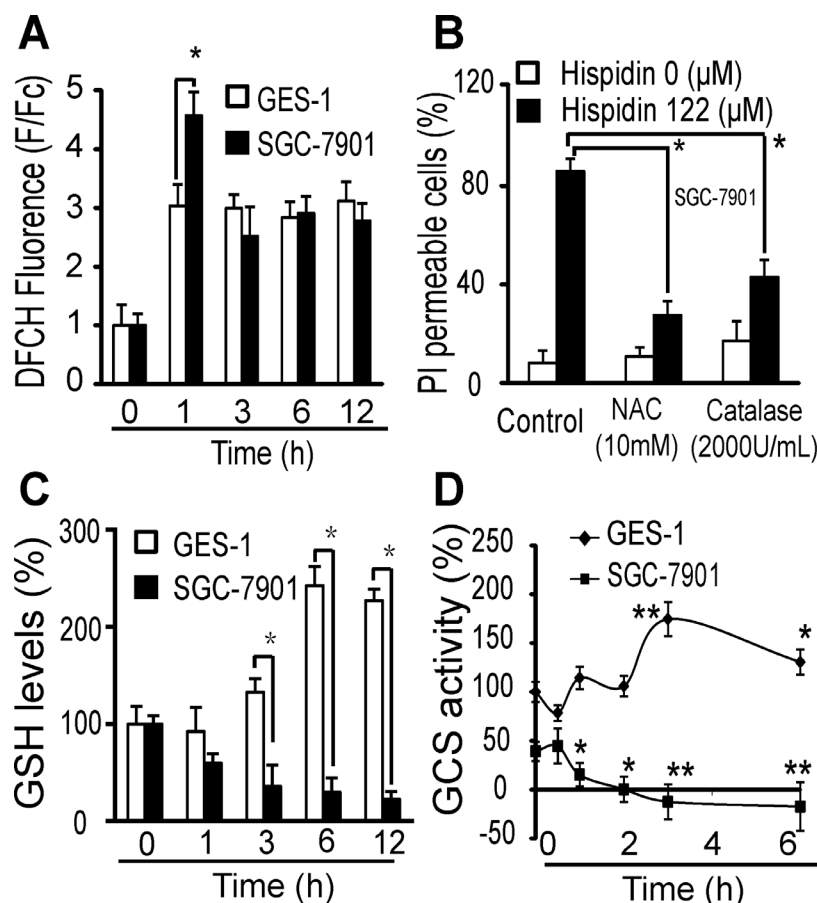 A
DFCH Fluorence (F/Fc)
5
4
3
2
1
0
*
GES-1
SGC-7901
0 1 3 6 12
Time (h)
B
PI permeable cells (%)
120
80
40
0
Hispidin 0 (µM)
Hispidin 122 (µM)
*
*
SGC-7901
Control NAC Catalase
(10mM) (2000U/mL)
C
GSH levels (%)
300
200
100
0
GES-1
SGC-7901
*
*
*
0 1 3 6 12
Time (h)
D
GCS activity (%)
250
200
150
100
50
0
-50
GES-1
SGC-7901
**
*
*
*
**
**
0 2 4 6
Time (h)